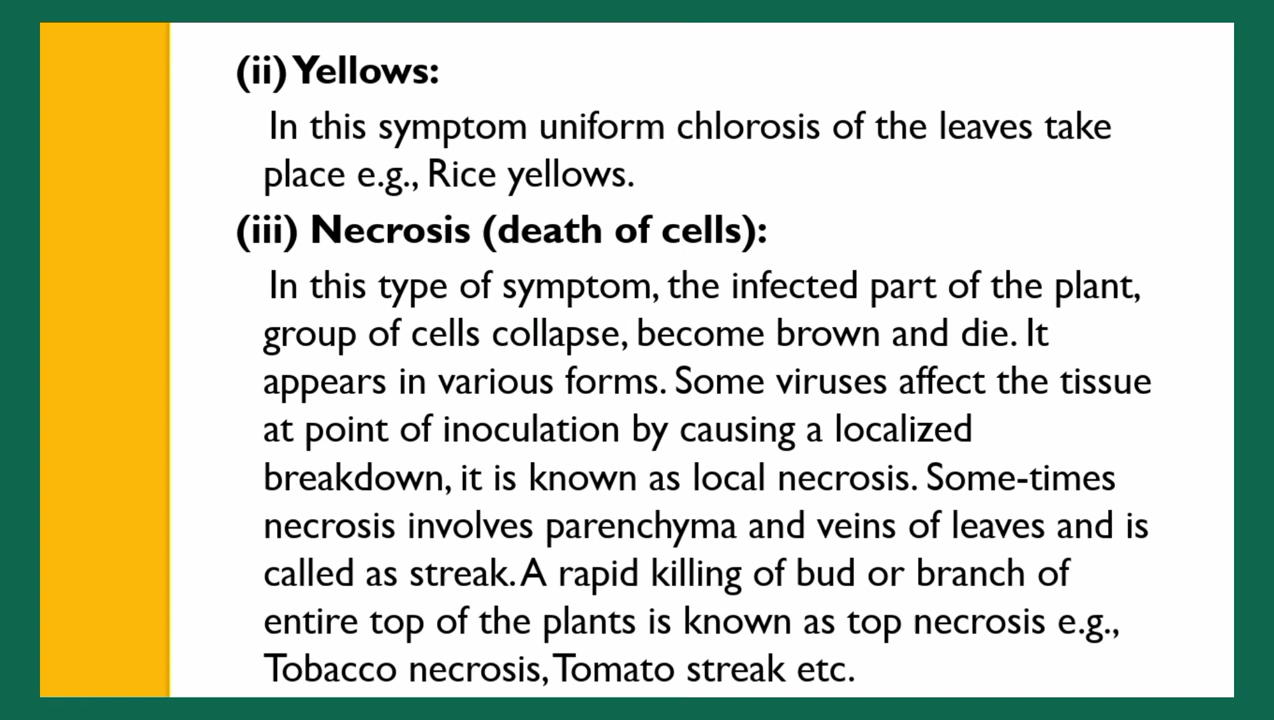 (ii) Yellows:
In this symptom uniform chlorosis of the leaves take
place e.g., Rice yellows.
(iii) Necrosis (death of cells):
In this type of symptom, the infected part of the plant,
group of cells collapse, become brown and die. It
appears in various forms. Some viruses affect the tissue
at point of inoculation by causing a localized
breakdown, it is known as local necrosis. Some-times
necrosis involves parenchyma and veins of leaves and is
called as streak. A rapid killing of bud or branch of
entire top of the plants is known as top necrosis e.g.,
Tobacco necrosis, Tomato streak etc.